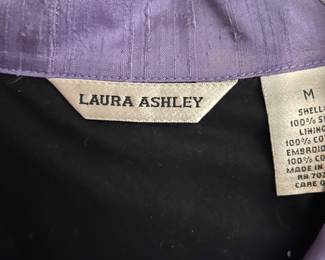 LAURA ASHLEY
M
SHELL
100%
LINING
100% CO
EMBROID
100% CO
MADE IN
RN 702
CARE O